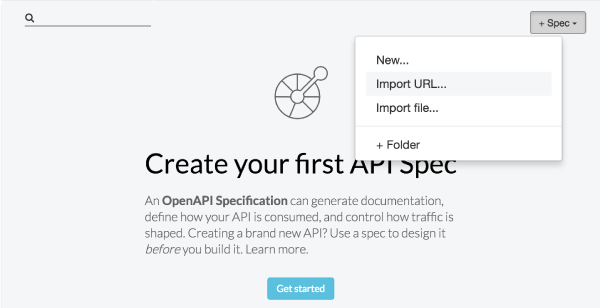 + Spec
New...
Import URL...
Import file...
+ Folder
Create your first API Spec
An OpenAPI Specification can generate documentation,
define how your API is consumed, and control how traffic is
shaped. Creating a brand new API? Use a spec to design it
before you build it. Learn more.
Get started